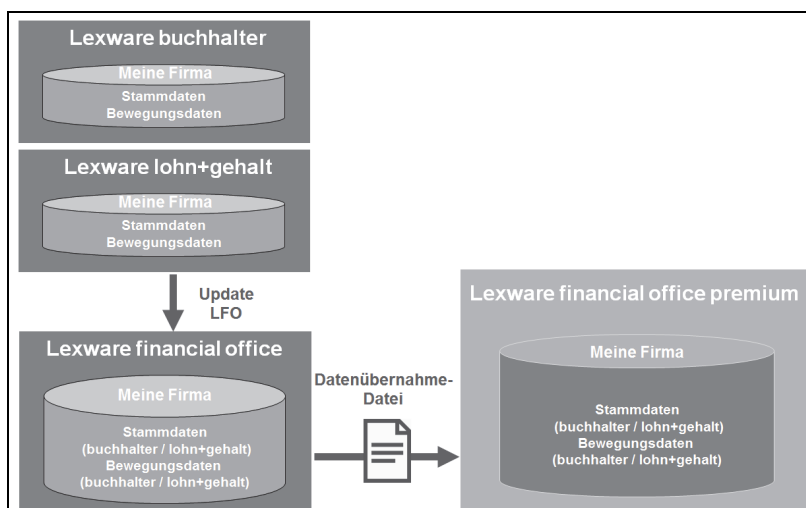 Lexware buchhalter
Meine Firma
Stammdaten
Bewegungsdaten
Lexware lohn+gehalt
Meine Firma
Stammdaten
Bewegungsdaten
Update
LFO
Lexware financial office
Meine Firma
Stammdaten
(buchhalter / lohn+gehalt)
Bewegungsdaten
(buchhalter / lohn+gehalt)
Datenübernahme-
Datei
Lexware financial office premium
Meine Firma
Stammdaten
(buchhalter / lohn+gehalt)
Bewegungsdaten
(buchhalter / lohn+gehalt)